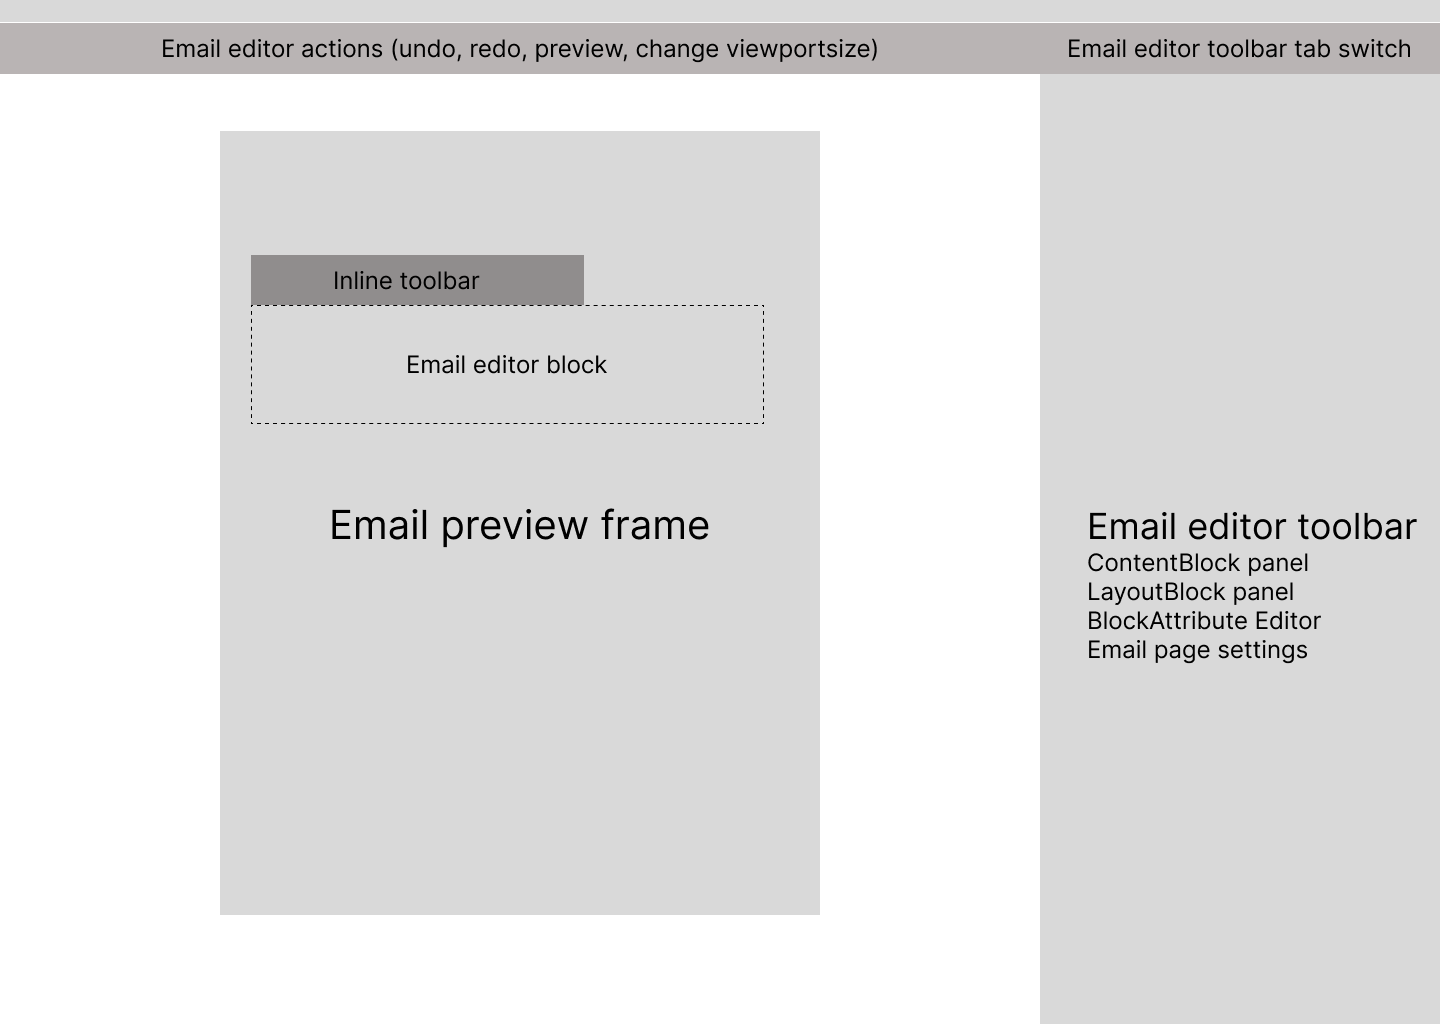 Email editor actions (undo, redo, preview, change viewportsize)
Email editor toolbar tab switch
Inline toolbar
Email editor block
Email preview frame
Email editor toolbar
ContentBlock panel
LayoutBlock panel
BlockAttribute Editor
Email page settings